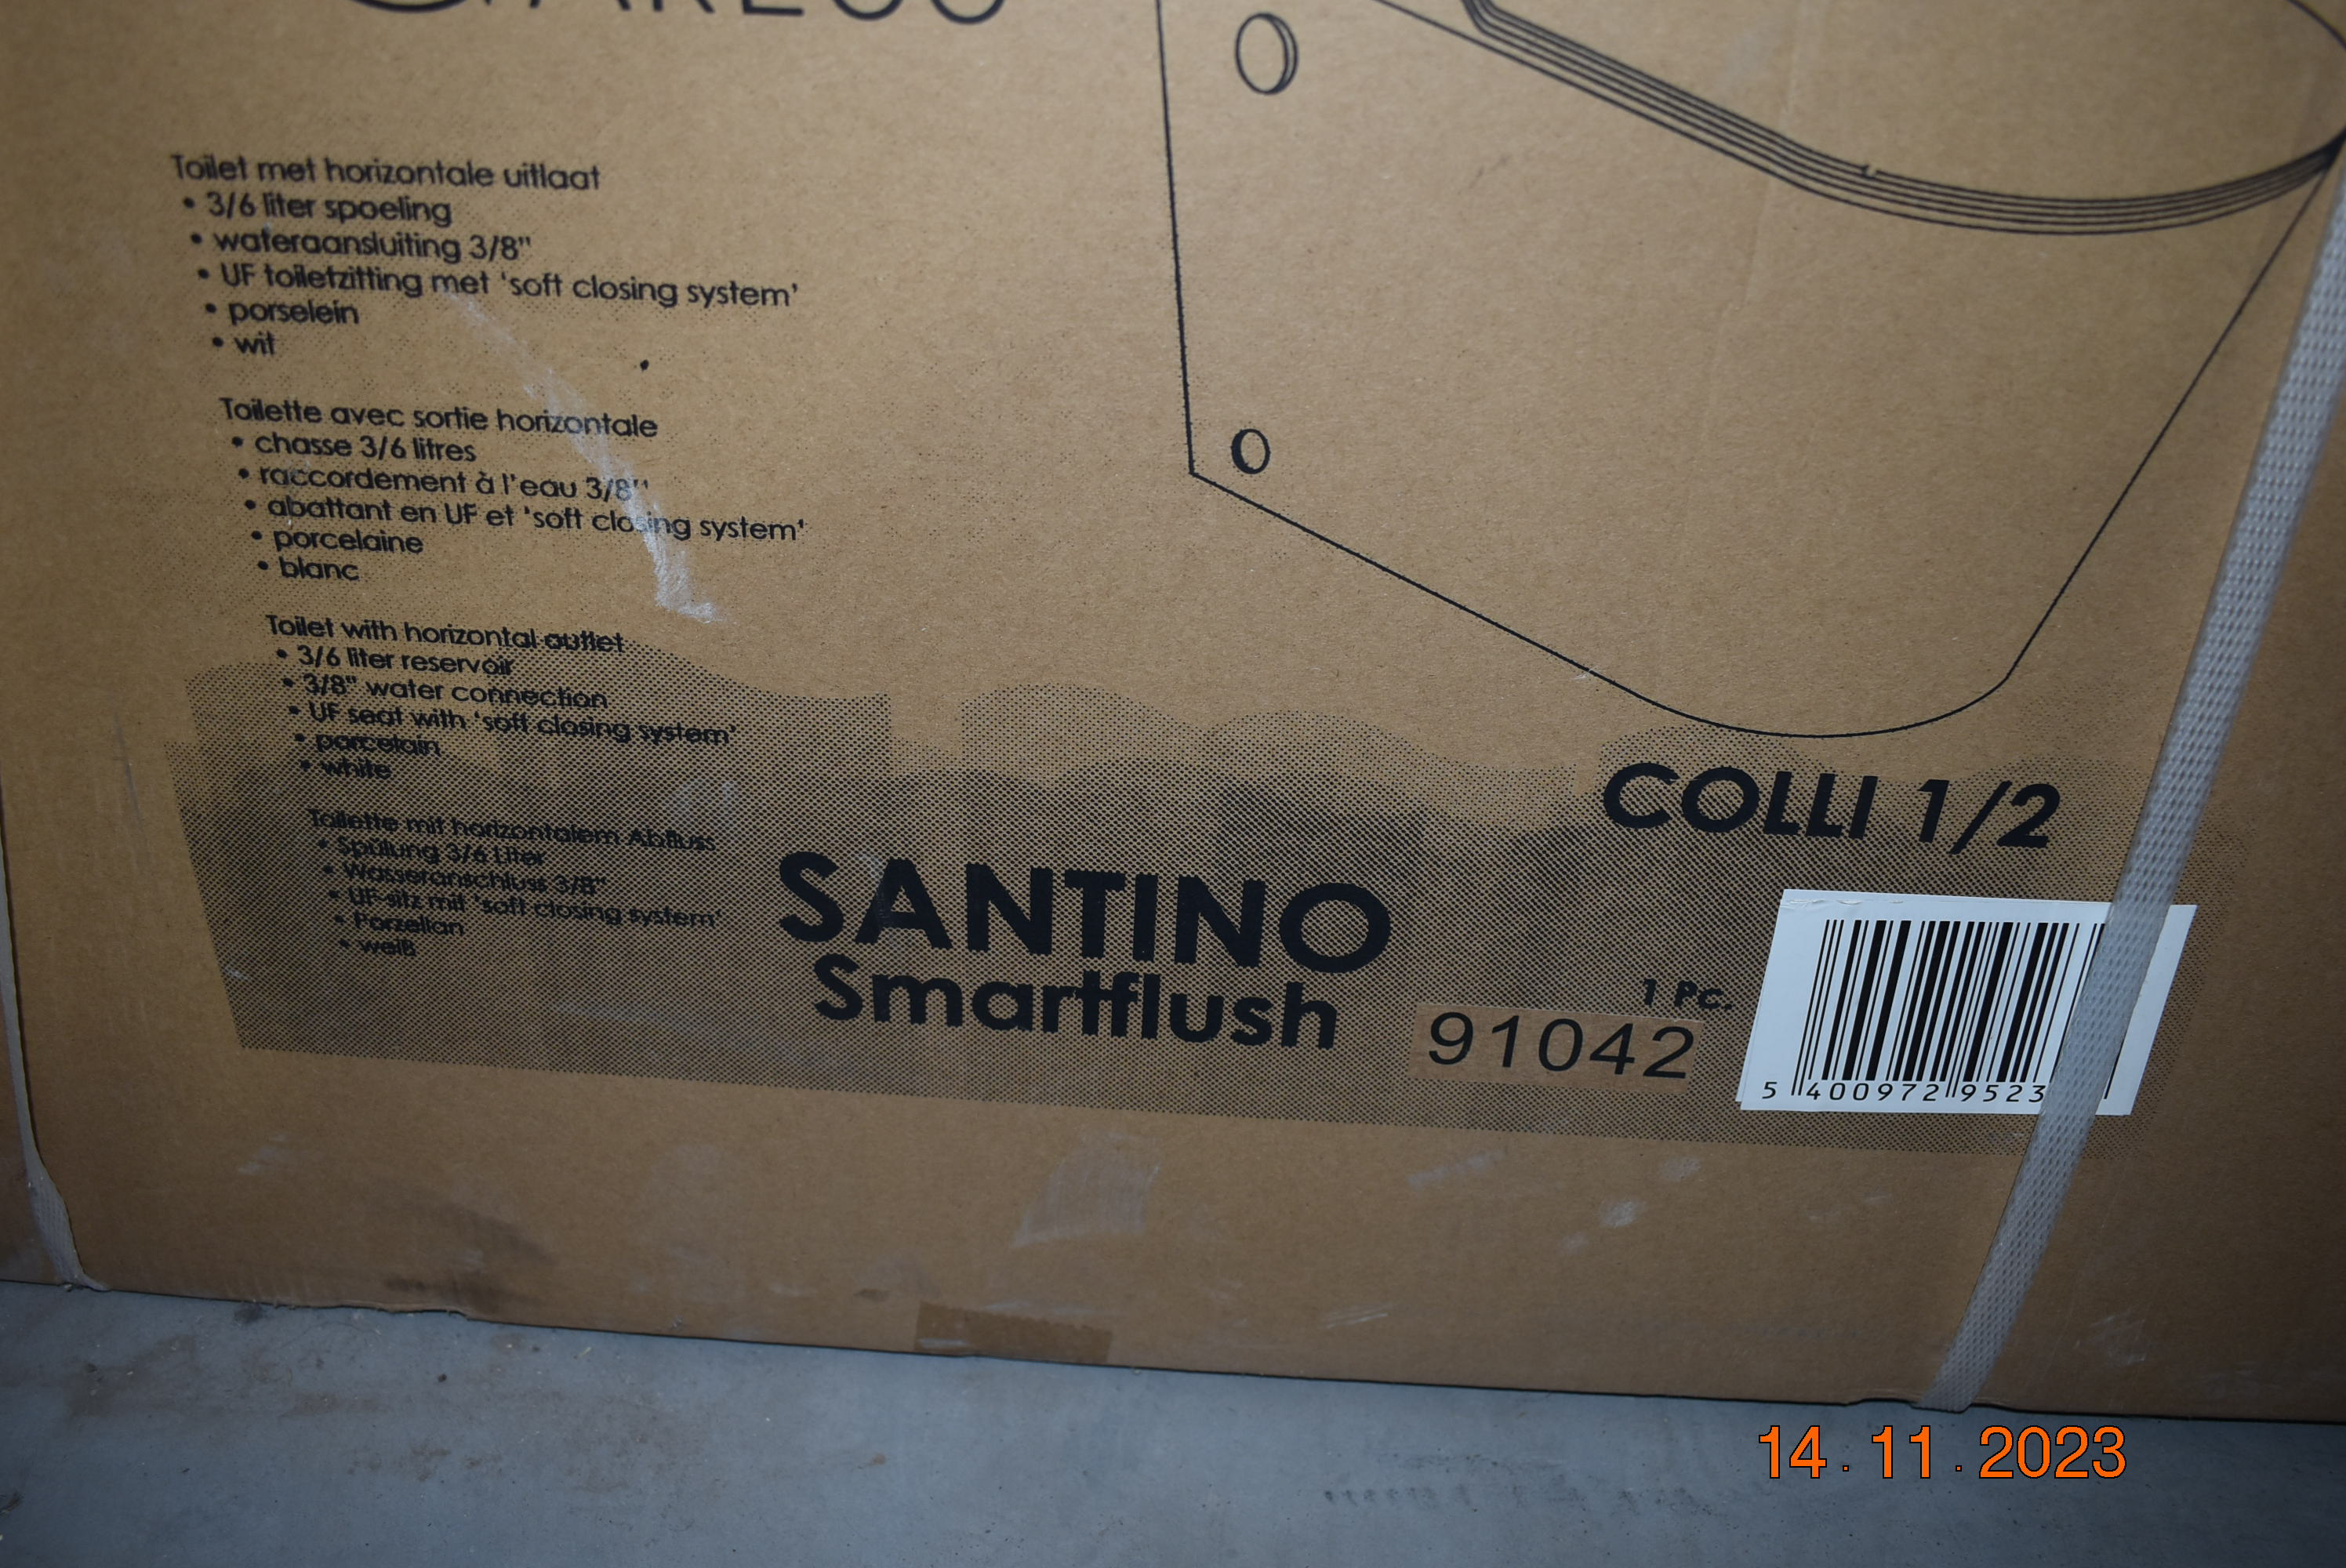 Toilet met horizontale uitlaat
• 3/6 liter spoeling
• wateraansluiting 3/8"
• UF toiletzitting met 'soft closing system'
• porselein
• wit
Toilette avec sortie horizontale
• chasse 3/6 litres
• raccordement à l'eau 3/8''
• abattant en UF et 'soft closing system'
• porcelaine
• blanc
Toilet with horizontal outlet
• 3/6 liter reservoir
• 3/8" water connection
• UF seat with 'soft closing system'
• porcelain
• white
Toilette mit horizontalem Abfluss
• Spülung 3/6 Liter
• Wasseranschluss 3/8"
• UF-sitz mit 'soft closing system'
• Porzellan
• weiß
COLLI 1/2
SANTINO
Smartflush
1 Pc.
91042
5 400972 9523
14.11.2023